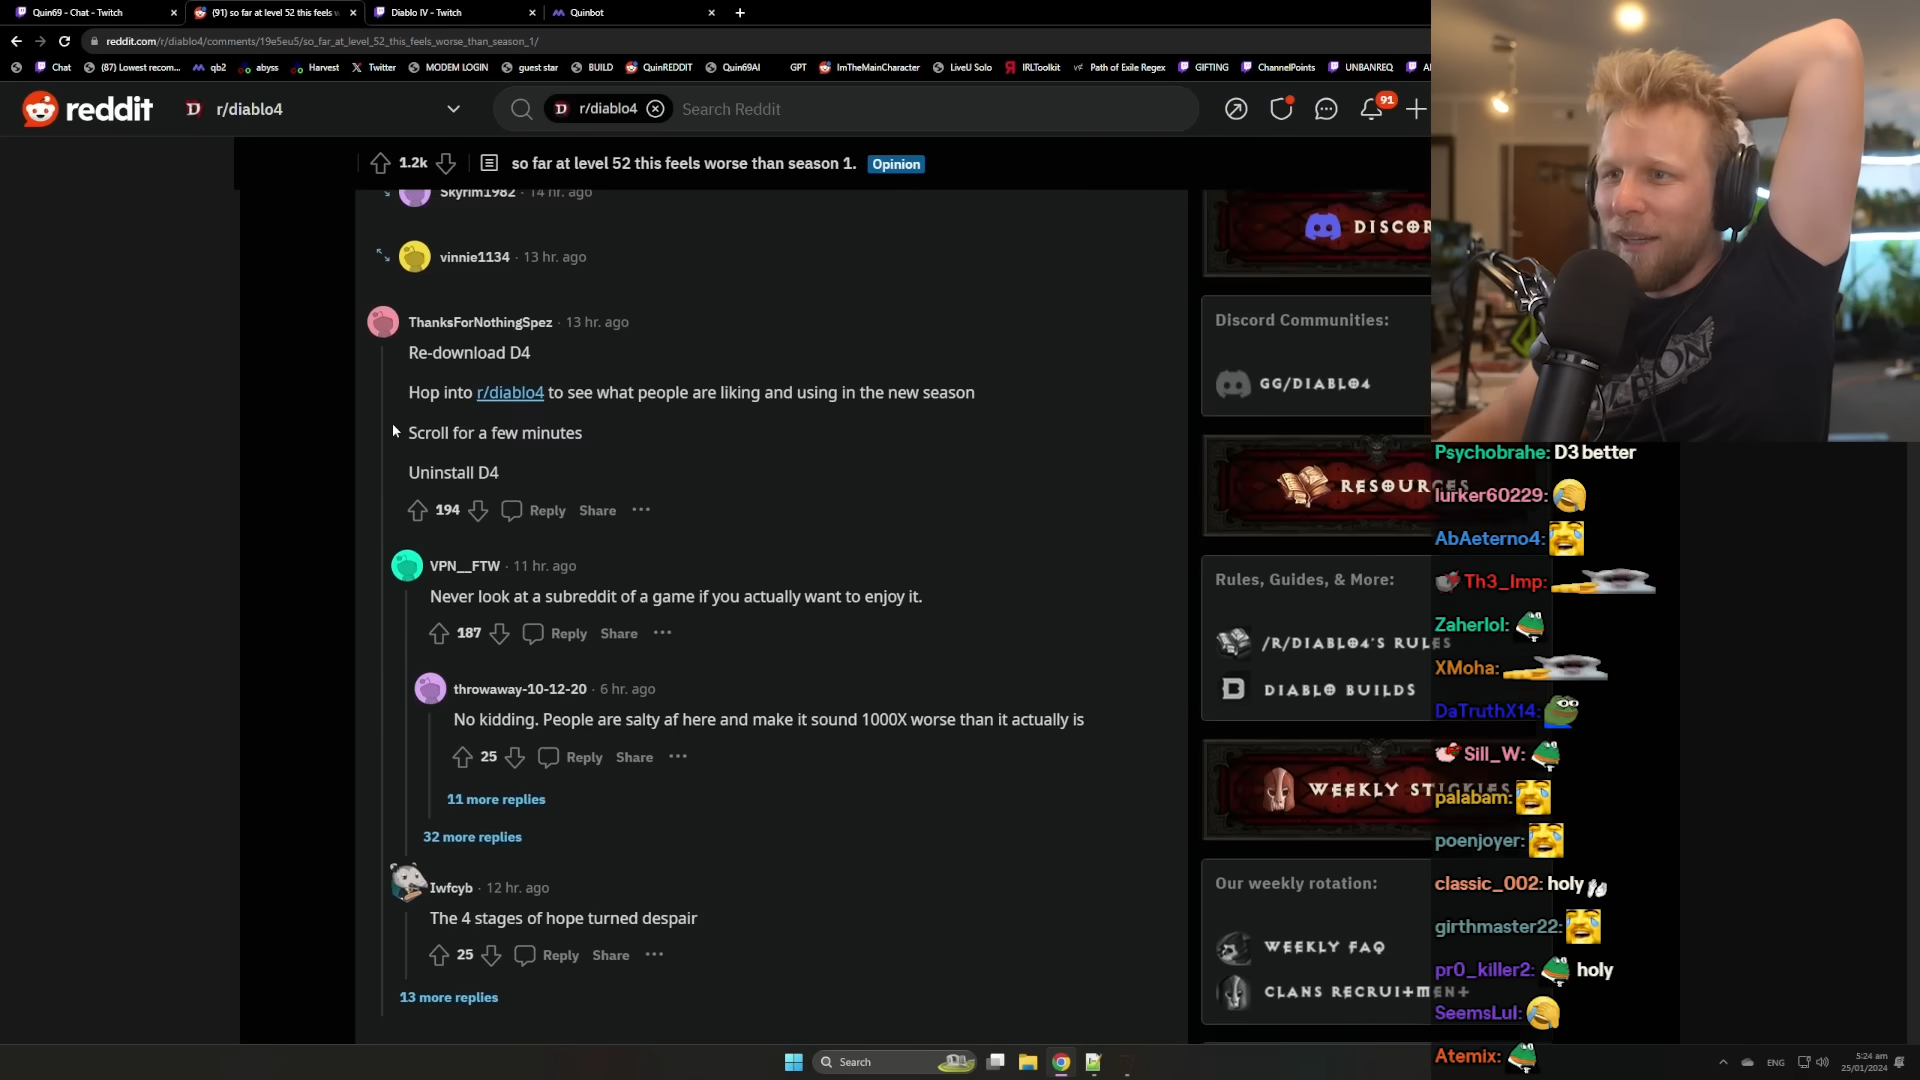 Quin69 - Chat - Twitch
(91) so far at level 52 this feels w
Diablo IV - Twitch
Quinbot
reddit.com/r/diablo4/comments/19e5eu5/so_far_at_level_52_this_feels_worse_than_season_1/
Chat
(87) Lowest recom...
qb2
abyss
Harvest
Twitter
MODEM LOGIN
guest star
BUILD
QuinREDDIT
Quin69AI
GPT
ImTheMainCharacter
LiveU Solo
IRLToolkit
Path of Exile Regex
GIFTING
ChannelPoints
UNBANREQ
reddit
r/diablo4
r/diablo4
Search Reddit
91
1.2k
so far at level 52 this feels worse than season 1.
Opinion
Skyrim1982 · 14 hr. ago
vinnie1134 · 13 hr. ago
ThanksForNothingSpez · 13 hr. ago
Re-download D4
Hop into r/diablo4 to see what people are liking and using in the new season
Scroll for a few minutes
Uninstall D4
194
Reply
Share
VPN__FTW · 11 hr. ago
Never look at a subreddit of a game if you actually want to enjoy it.
187
Reply
Share
throwaway-10-12-20 · 6 hr. ago
No kidding. People are salty af here and make it sound 1000X worse than it actually is
25
Reply
Share
11 more replies
32 more replies
Iwfcyb · 12 hr. ago
The 4 stages of hope turned despair
25
Reply
Share
13 more replies
DISCOR
Discord Communities:
GG/DIABLO4
RESOURCES
Rules, Guides, & More:
/R/DIABLO4'S RULES
DIABLO BUILDS
WEEKLY STICKIES
Our weekly rotation:
WEEKLY FAQ
CLANS RECRUITMENT
Psychobrahe: D3 better
lurker60229:
AbAeterno4:
Th3_Imp:
Zaherlol:
XMoha:
DaTruthX14:
Sill_W:
palabam:
poenjoyer:
classic_002: holy
girthmaster22:
pr0_killer2: holy
SeemsLul:
Atemix:
Search
ENG
5:24 am
25/01/2024